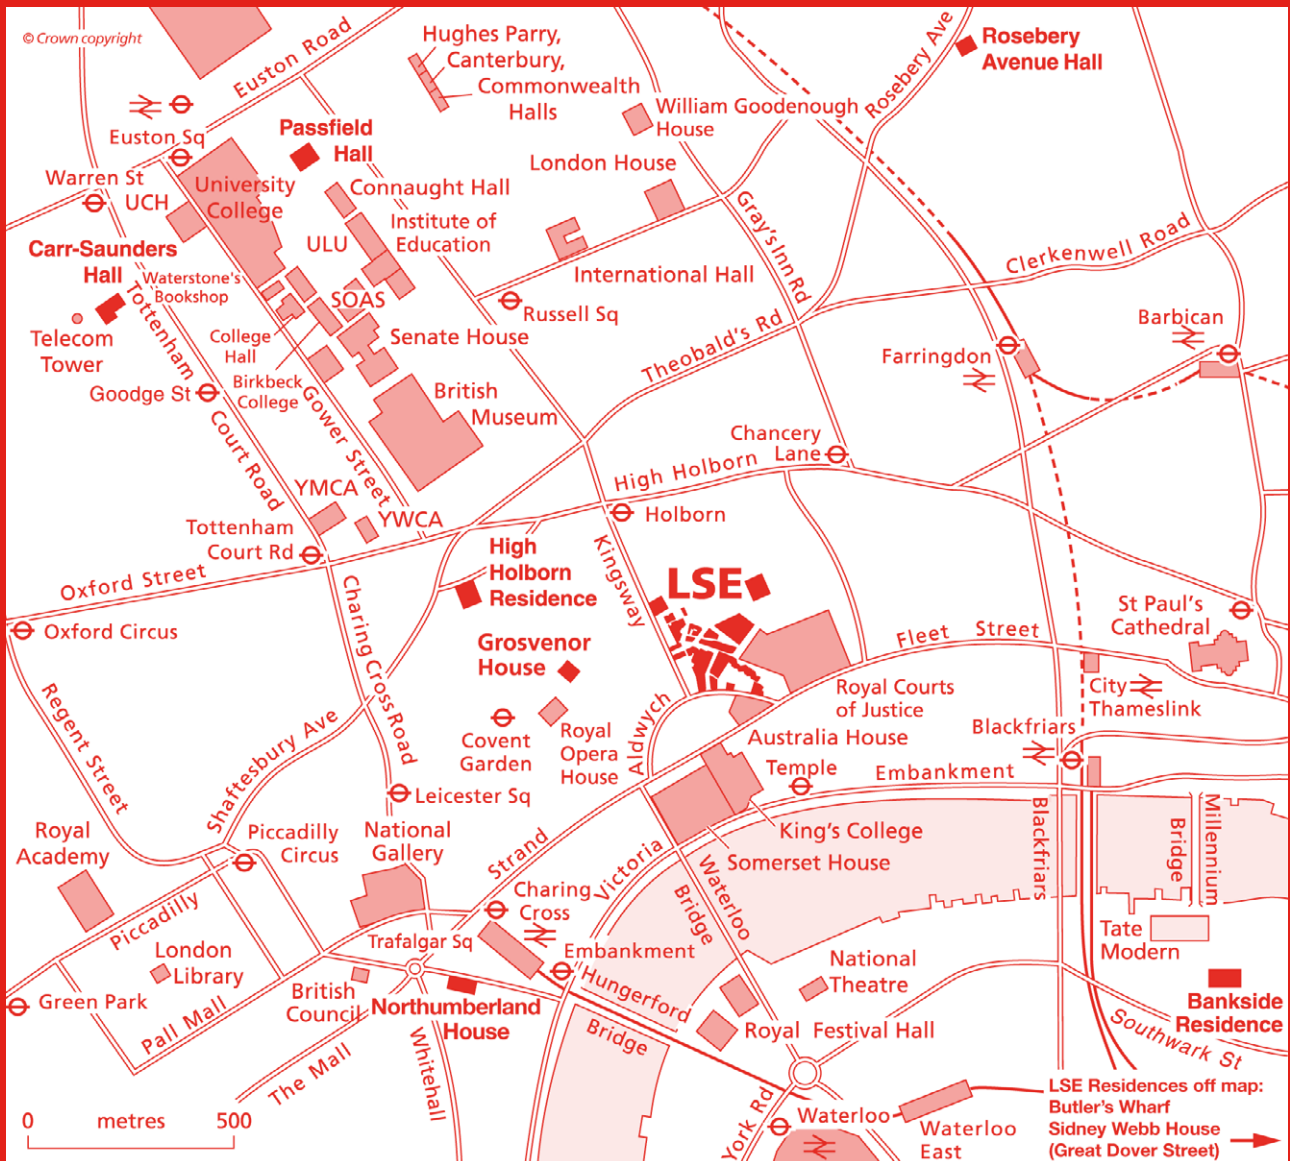 © Crown copyright
Euston Road
Hughes Parry,
Canterbury,
Commonwealth
Halls
Rosebery Ave
Rosebery
Avenue Hall
William Goodenough
House
Euston Sq
Passfield
Hall
London House
Warren St
UCH
University
College
Connaught Hall
Institute of
Education
ULU
Gray's Inn Rd
Clerkenwell Road
Carr-Saunders
Hall
Waterstone's
Bookshop
International Hall
SOAS
Russell Sq
Telecom
Tower
Tottenham
Court Road
College
Hall
Senate House
Theobald's Rd
Barbican
Farringdon
Goodge St
Birkbeck
College
Gower Street
British
Museum
Chancery
Lane
High Holborn
YMCA
YWCA
Holborn
Tottenham
Court Rd
High
Holborn
Residence
Kingsway
LSE
Oxford Street
Charing Cross Road
St Paul's
Cathedral
Oxford Circus
Grosvenor
House
Fleet Street
Regent Street
Shaftesbury Ave
Covent
Garden
Royal
Opera
House
Aldwych
Royal Courts
of Justice
City
Thameslink
Australia House
Blackfriars
Temple
Embankment
Leicester Sq
Blackfriars
Millennium
Bridge
Royal
Academy
Piccadilly
Circus
National
Gallery
Strand
Victoria
King's College
Somerset House
Waterloo
Bridge
Piccadilly
Charing
Cross
London
Library
Trafalgar Sq
Embankment
Tate
Modern
National
Theatre
Green Park
Pall Mall
British
Council
Northumberland
House
Hungerford
Bridge
Royal Festival Hall
Bankside
Residence
Southwark St
The Mall
Whitehall
York Rd
Waterloo
Waterloo
East
0 metres 500
LSE Residences off map:
Butler's Wharf
Sidney Webb House
(Great Dover Street)